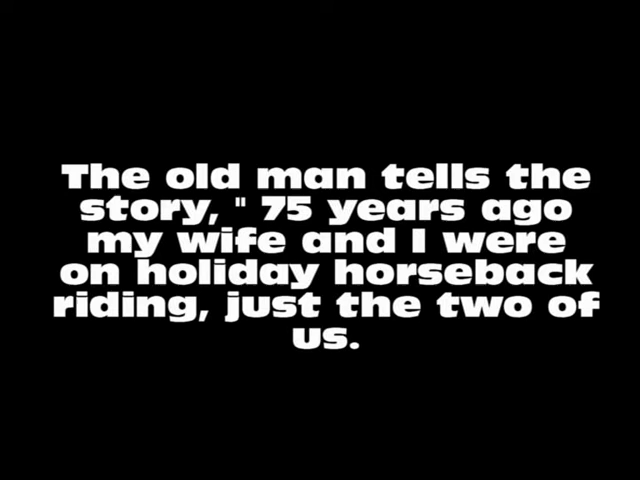 The old man tells the
story, " 75 years ago
my wife and I were
on holiday horseback
riding, just the two of
us.